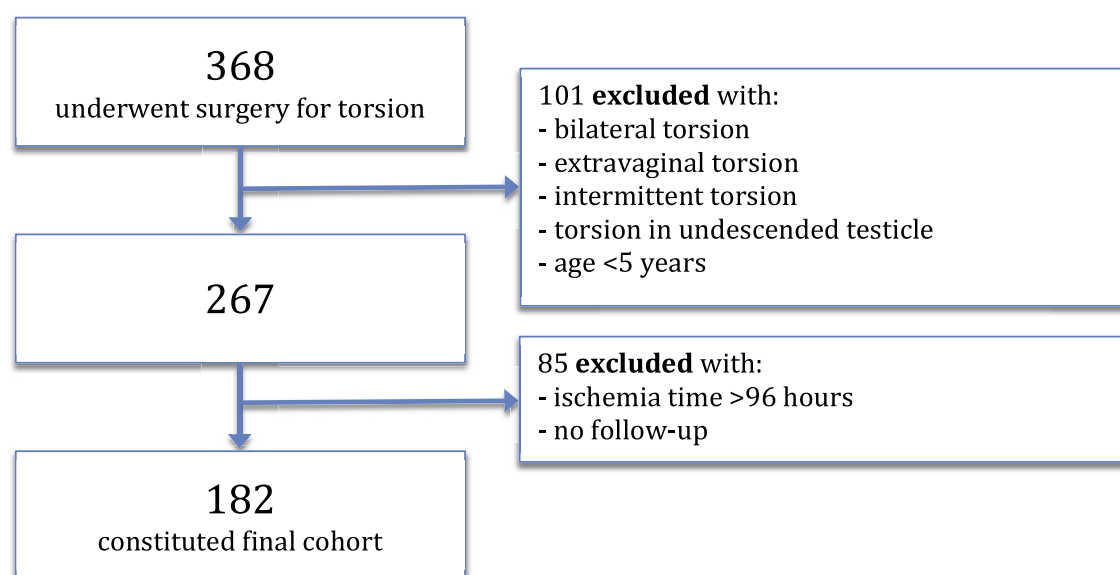 368
underwent surgery for torsion
101 excluded with:
- bilateral torsion
- extravaginal torsion
- intermittent torsion
- torsion in undescended testicle
- age <5 years
267
85 excluded with:
- ischemia time >96 hours
- no follow-up
182
constituted final cohort